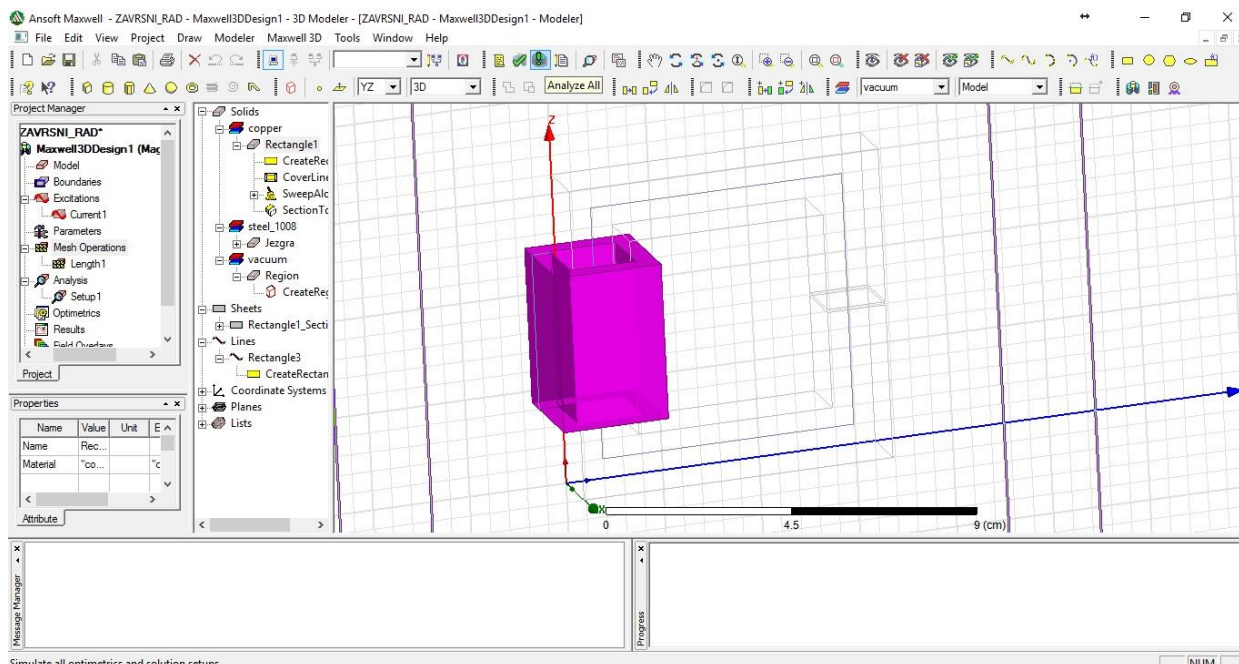 Ansoft Maxwell - ZAVRSNI_RAD - Maxwell3DDesign1 - 3D Modeler - [ZAVRSNI_RAD - Maxwell3DDesign1 - Modeler]
File Edit View Project Draw Modeler Maxwell 3D Tools Window Help
YZ 3D Analyze All vacuum Model
Project Manager
ZAVRSNI_RAD*
Maxwell3DDesign1 (Mag
Model
Boundaries
Excitations
Current1
Parameters
Mesh Operations
Length1
Analysis
Setup1
Optimetrics
Results
Field Overlays
Project
Properties
Name Value Unit E
Name Rec...
Material "co... "c
Attribute
Solids
copper
Rectangle1
CreateRec
CoverLine
SweepAlo
SectionTo
steel_1008
Jezgra
vacuum
Region
CreateReg
Sheets
Rectangle1_Secti
Lines
Rectangle3
CreateRectan
Coordinate Systems
Planes
Lists
Z
X
0 4.5 9 (cm)
Message Manager
Progress
Simulate all optimetrics and solution setups
NUM